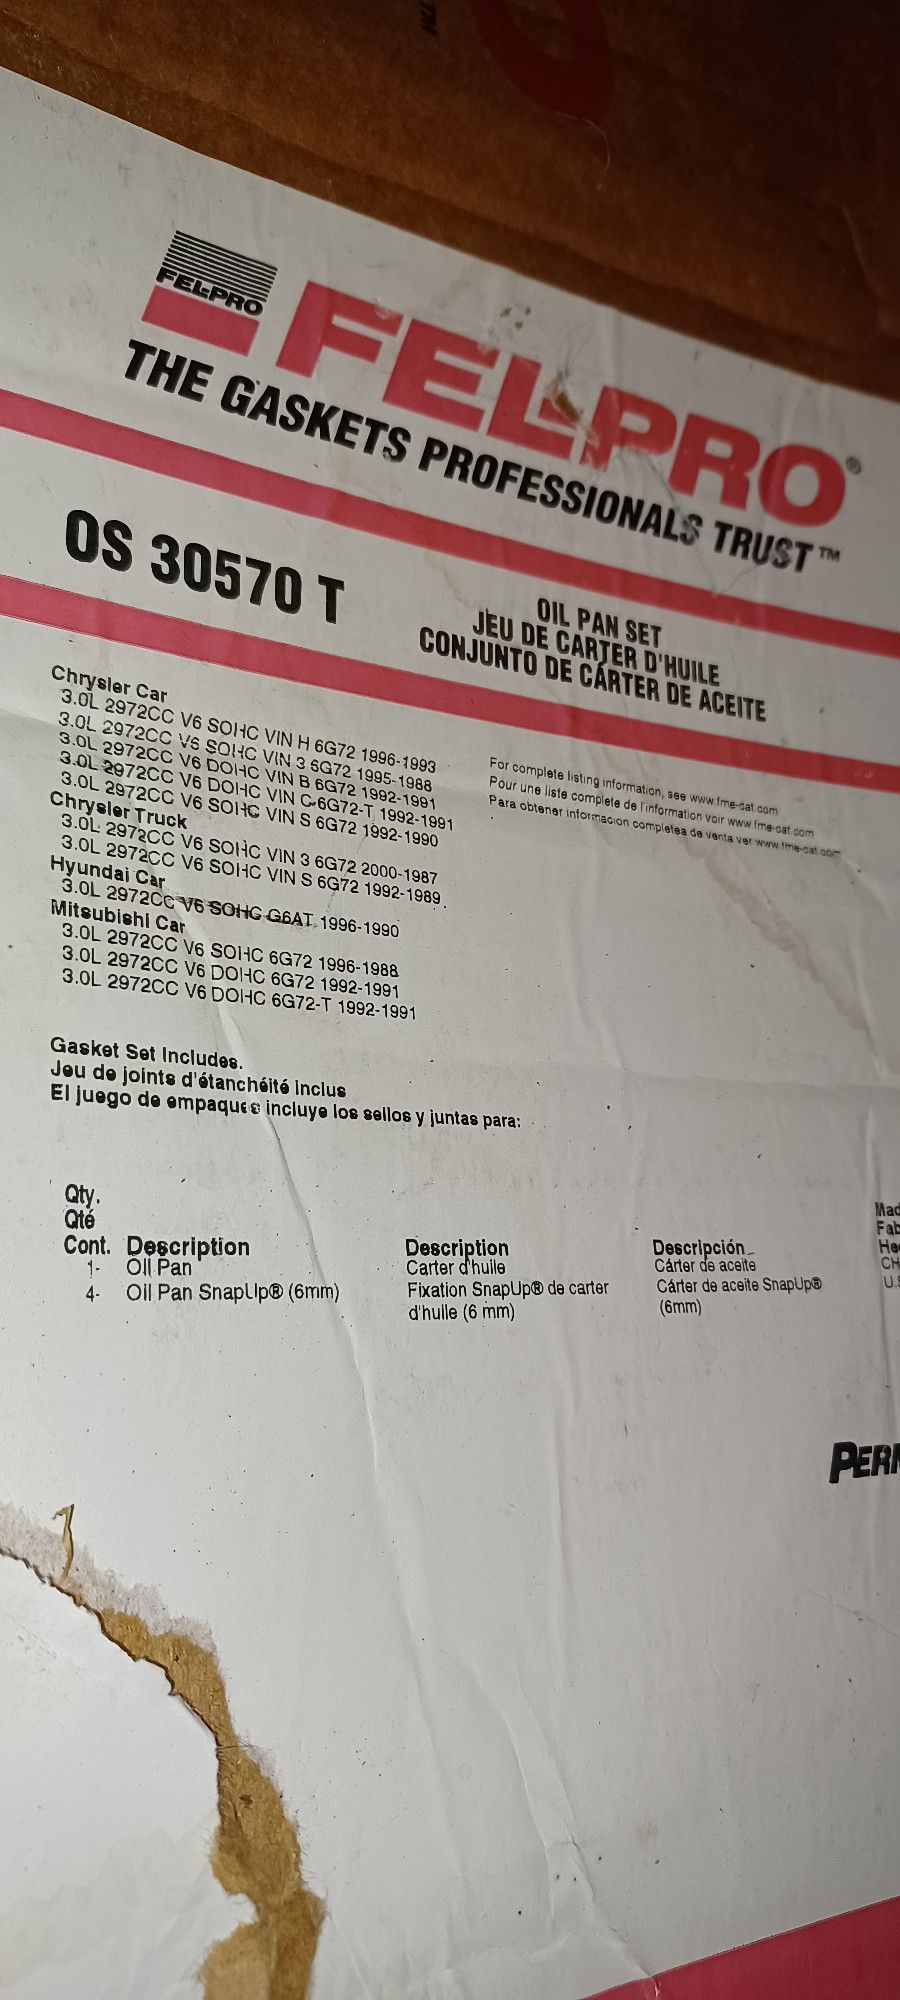 TM
FEL-PRO
FEL-PRO®
THE GASKETS PROFESSIONALS TRUST™
OS 30570 T
OIL PAN SET
JEU DE CARTER D'HUILE
CONJUNTO DE CÁRTER DE ACEITE
Chrysler Car
3.0L 2972CC V6 SOHC VIN H 6G72 1996-1993
3.0L 2972CC V6 SOHC VIN 3 6G72 1995-1988
3.0L 2972CC V6 DOHC VIN B 6G72 1992-1991
3.0L 2972CC V6 DOHC VIN C 6G72-T 1992-1991
3.0L 2972CC V6 SOHC VIN S 6G72 1992-1990
Chrysler Truck
3.0L 2972CC V6 SOHC VIN 3 6G72 2000-1987
3.0L 2972CC V6 SOHC VIN S 6G72 1992-1989
Hyundai Car
3.0L 2972CC V6 SOHC G6AT 1996-1990
Mitsubishi Car
3.0L 2972CC V6 SOHC 6G72 1996-1988
3.0L 2972CC V6 DOHC 6G72 1992-1991
3.0L 2972CC V6 DOHC 6G72-T 1992-1991
For complete listing information, see www.fme-cat.com
Pour une liste complete de l'information voir www.fme-cat.com
Para obtener informacion completea de venta ver www.fme-cat.com
Gasket Set Includes.
Jeu de joints d'étanchéité inclus
El juego de empaques incluye los sellos y juntas para:
Qty.
Qté
Cont. Description Description Descripción
1- Oil Pan Carter d'huile Cárter de aceite
4- Oil Pan SnapUp® (6mm) Fixation SnapUp® de carter Cárter de aceite SnapUp®
d'huile (6 mm) (6mm)
Mad
Fab
He
CH
U.S
PERM